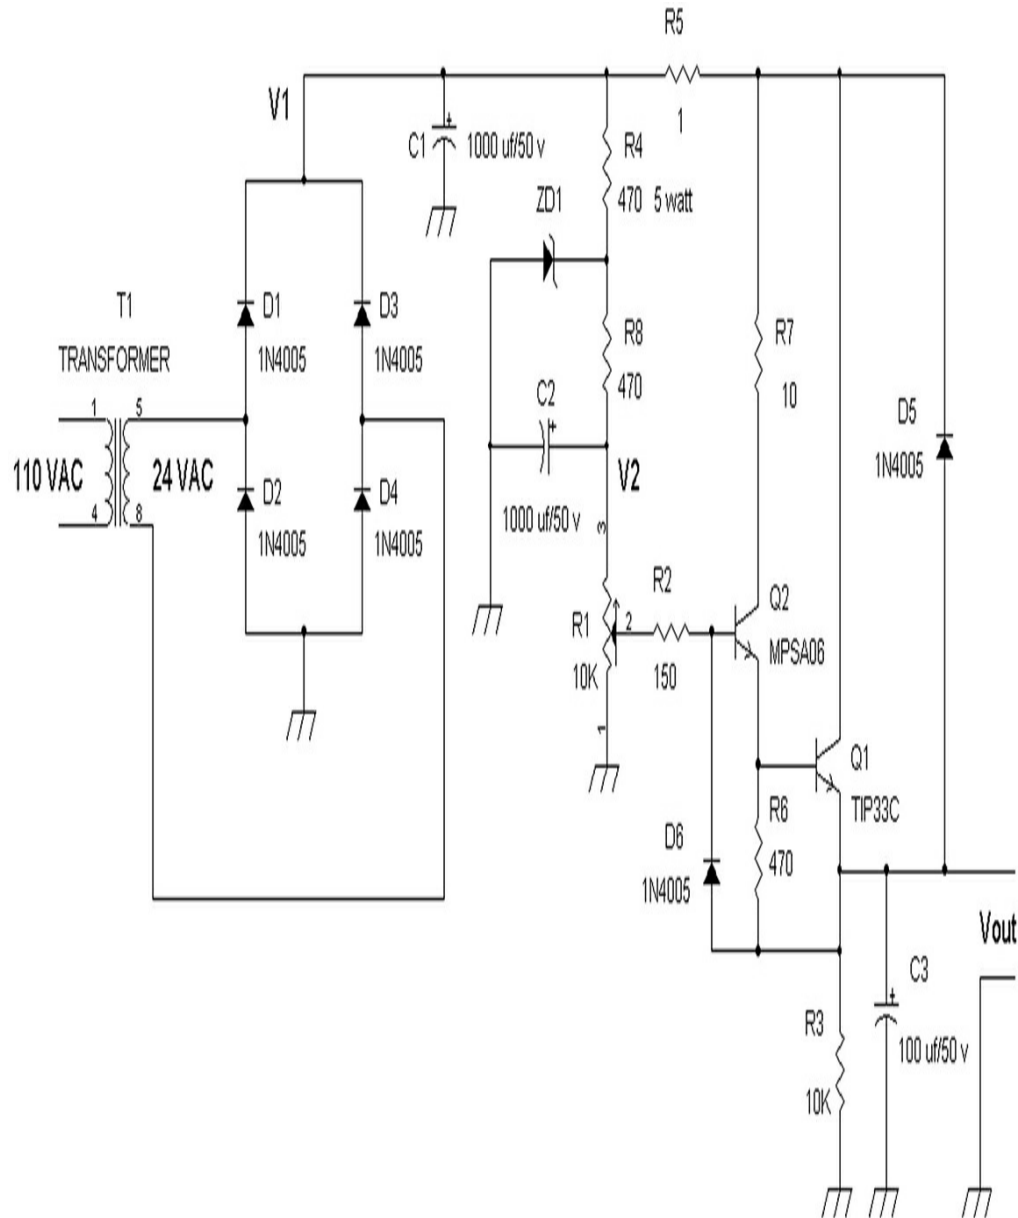 R5
1
V1
C1
1000 uf/50 v
R4
470 5 watt
ZD1
T1
TRANSFORMER
D1
1N4005
D3
1N4005
R8
470
R7
10
C2
1000 uf/50 v
V2
D5
1N4005
1
5
110 VAC
24 VAC
4
8
D2
1N4005
D4
1N4005
3
R1
10K
2
1
R2
150
Q2
MPSA06
Q1
TIP33C
D6
1N4005
R6
470
Vout
C3
100 uf/50 v
R3
10K